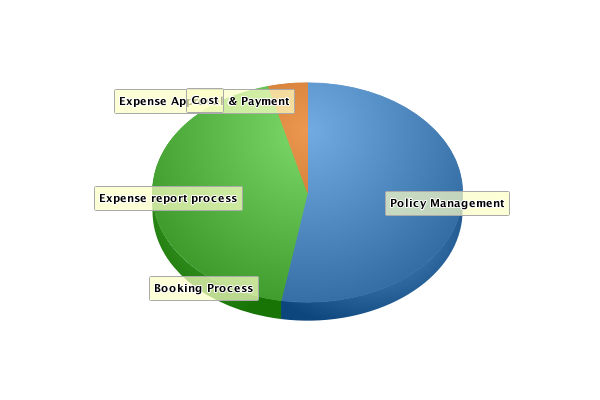 Expense Ap & Payment
Cost
Expense report process
Policy Management
Booking Process